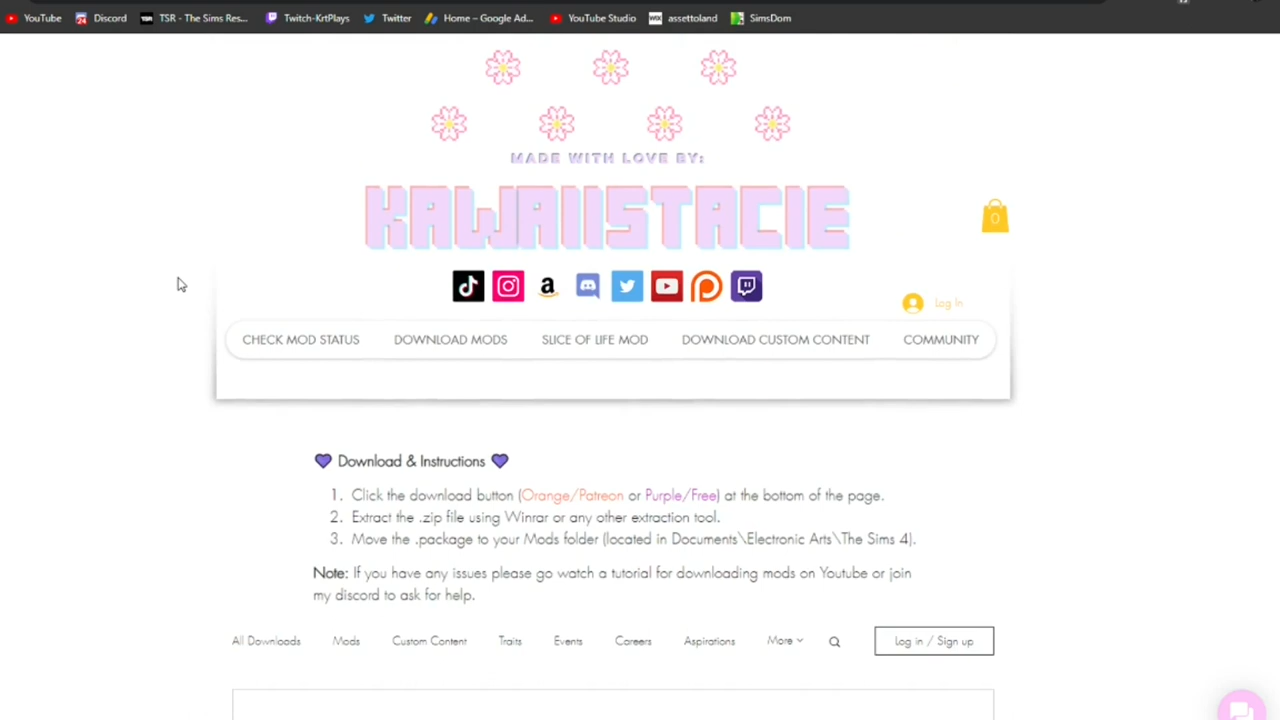 YouTube Discord TSR - The Sims Res... Twitch-KrtPlays Twitter Home – Google Ad... YouTube Studio assettoland SimsDom
MADE WITH LOVE BY:
KAWAIISTACIE
0
Log In
CHECK MOD STATUS DOWNLOAD MODS SLICE OF LIFE MOD DOWNLOAD CUSTOM CONTENT COMMUNITY
Download & Instructions
1. Click the download button (Orange/Patreon or Purple/Free) at the bottom of the page.
2. Extract the .zip file using Winrar or any other extraction tool.
3. Move the .package to your Mods folder (located in Documents\Electronic Arts\The Sims 4).
Note: If you have any issues please go watch a tutorial for downloading mods on Youtube or join
my discord to ask for help.
All Downloads Mods Custom Content Traits Events Careers Aspirations More Log in / Sign up